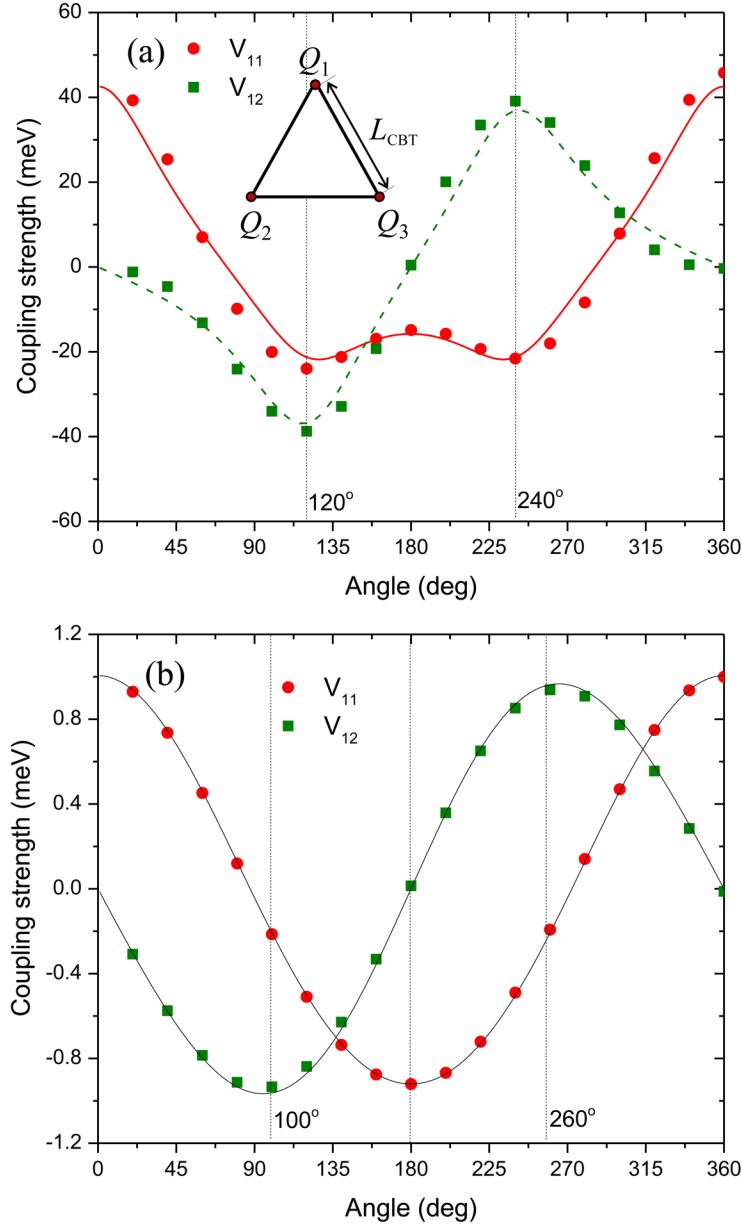 (a)
V₁₁
V₁₂
Q₁
L_CBT
Q₂
Q₃
60
40
20
0
-20
-40
-60
Coupling strength (meV)
120°
240°
0 45 90 135 180 225 270 315 360
Angle (deg)
(b)
V₁₁
V₁₂
1.2
0.8
0.4
0.0
-0.4
-0.8
-1.2
Coupling strength (meV)
100°
260°
0 45 90 135 180 225 270 315 360
Angle (deg)